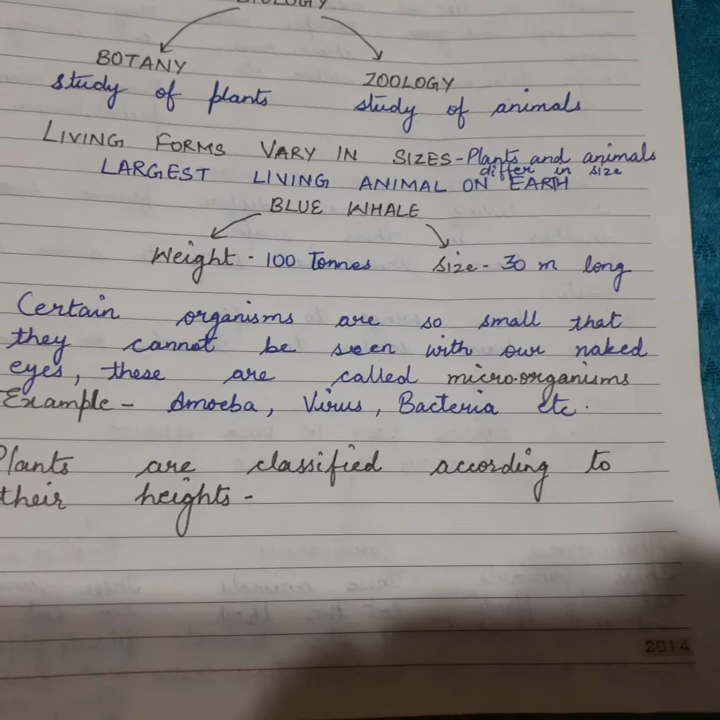 BIOLOGY
BOTANY
study of plants
ZOOLOGY
study of animals
LIVING FORMS VARY IN SIZES-Plants and animals
differ in size
LARGEST LIVING ANIMAL ON EARTH
BLUE WHALE
Weight - 100 Tonnes
Size - 30 m long
Certain organisms are so small that
they cannot be seen with our naked
eyes, these are called micro.organisms
Example - Amoeba, Virus, Bacteria etc.
Plants are classified according to
their heights -
2014